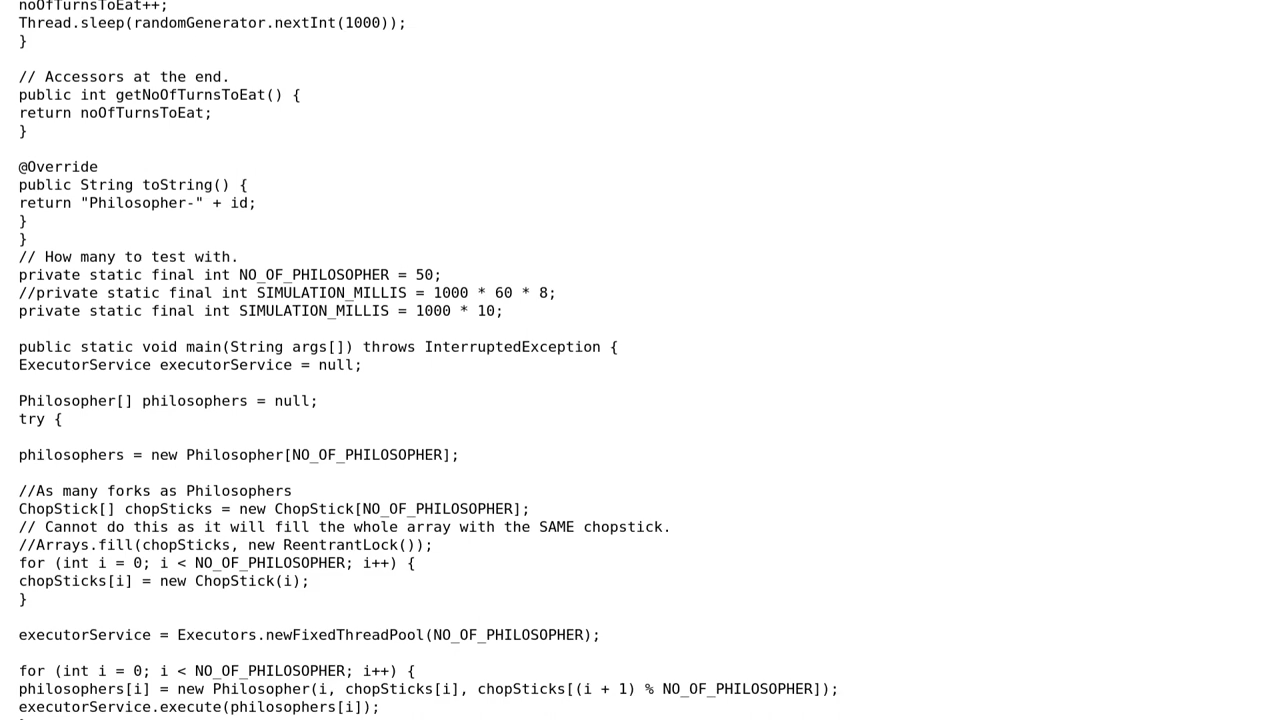 noOfTurnsToEat++;
Thread.sleep(randomGenerator.nextInt(1000));
}
// Accessors at the end.
public int getNoOfTurnsToEat() {
return noOfTurnsToEat;
}
@Override
public String toString() {
return "Philosopher-" + id;
}
}
// How many to test with.
private static final int NO_OF_PHILOSOPHER = 50;
//private static final int SIMULATION_MILLIS = 1000 * 60 * 8;
private static final int SIMULATION_MILLIS = 1000 * 10;
public static void main(String args[]) throws InterruptedException {
ExecutorService executorService = null;
Philosopher[] philosophers = null;
try {
philosophers = new Philosopher[NO_OF_PHILOSOPHER];
//As many forks as Philosophers
ChopStick[] chopSticks = new ChopStick[NO_OF_PHILOSOPHER];
// Cannot do this as it will fill the whole array with the SAME chopstick.
//Arrays.fill(chopSticks, new ReentrantLock());
for (int i = 0; i < NO_OF_PHILOSOPHER; i++) {
chopSticks[i] = new ChopStick(i);
}
executorService = Executors.newFixedThreadPool(NO_OF_PHILOSOPHER);
for (int i = 0; i < NO_OF_PHILOSOPHER; i++) {
philosophers[i] = new Philosopher(i, chopSticks[i], chopSticks[(i + 1) % NO_OF_PHILOSOPHER]);
executorService.execute(philosophers[i]);